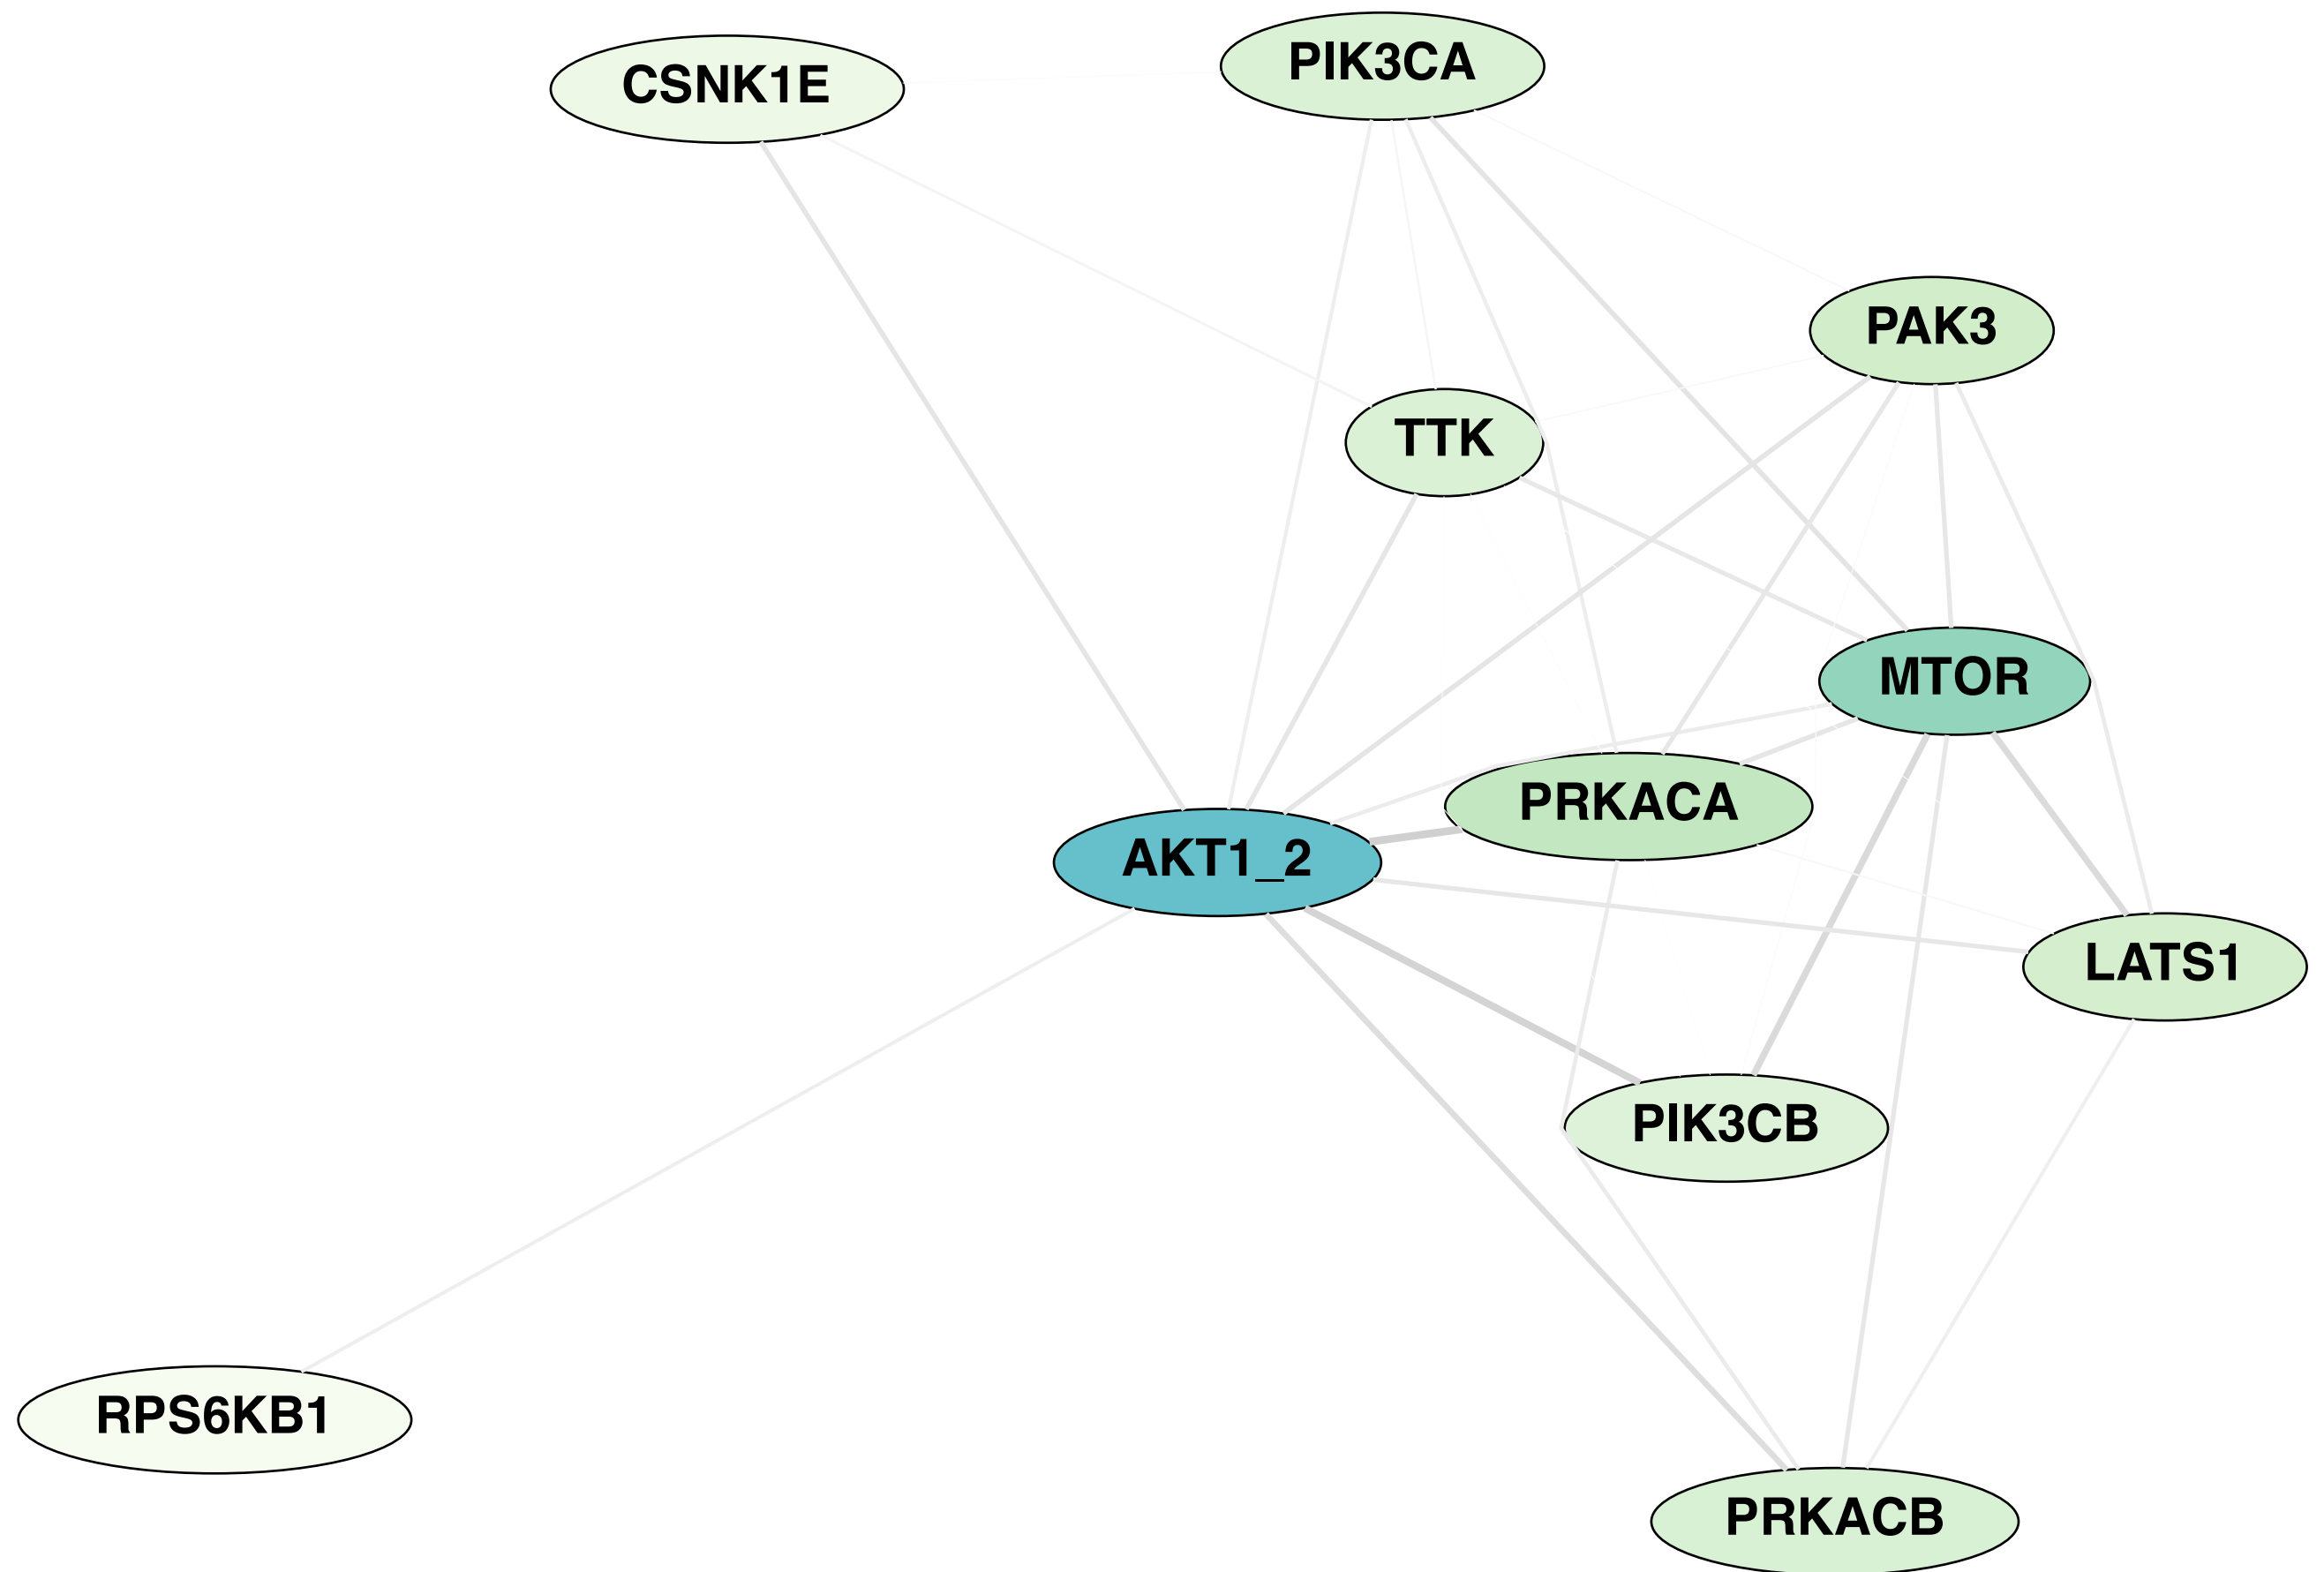 PIK3CA
CSNK1E
PAK3
TTK
MTOR
PRKACA
AKT1_2
LATS1
PIK3CB
RPS6KB1
PRKACB